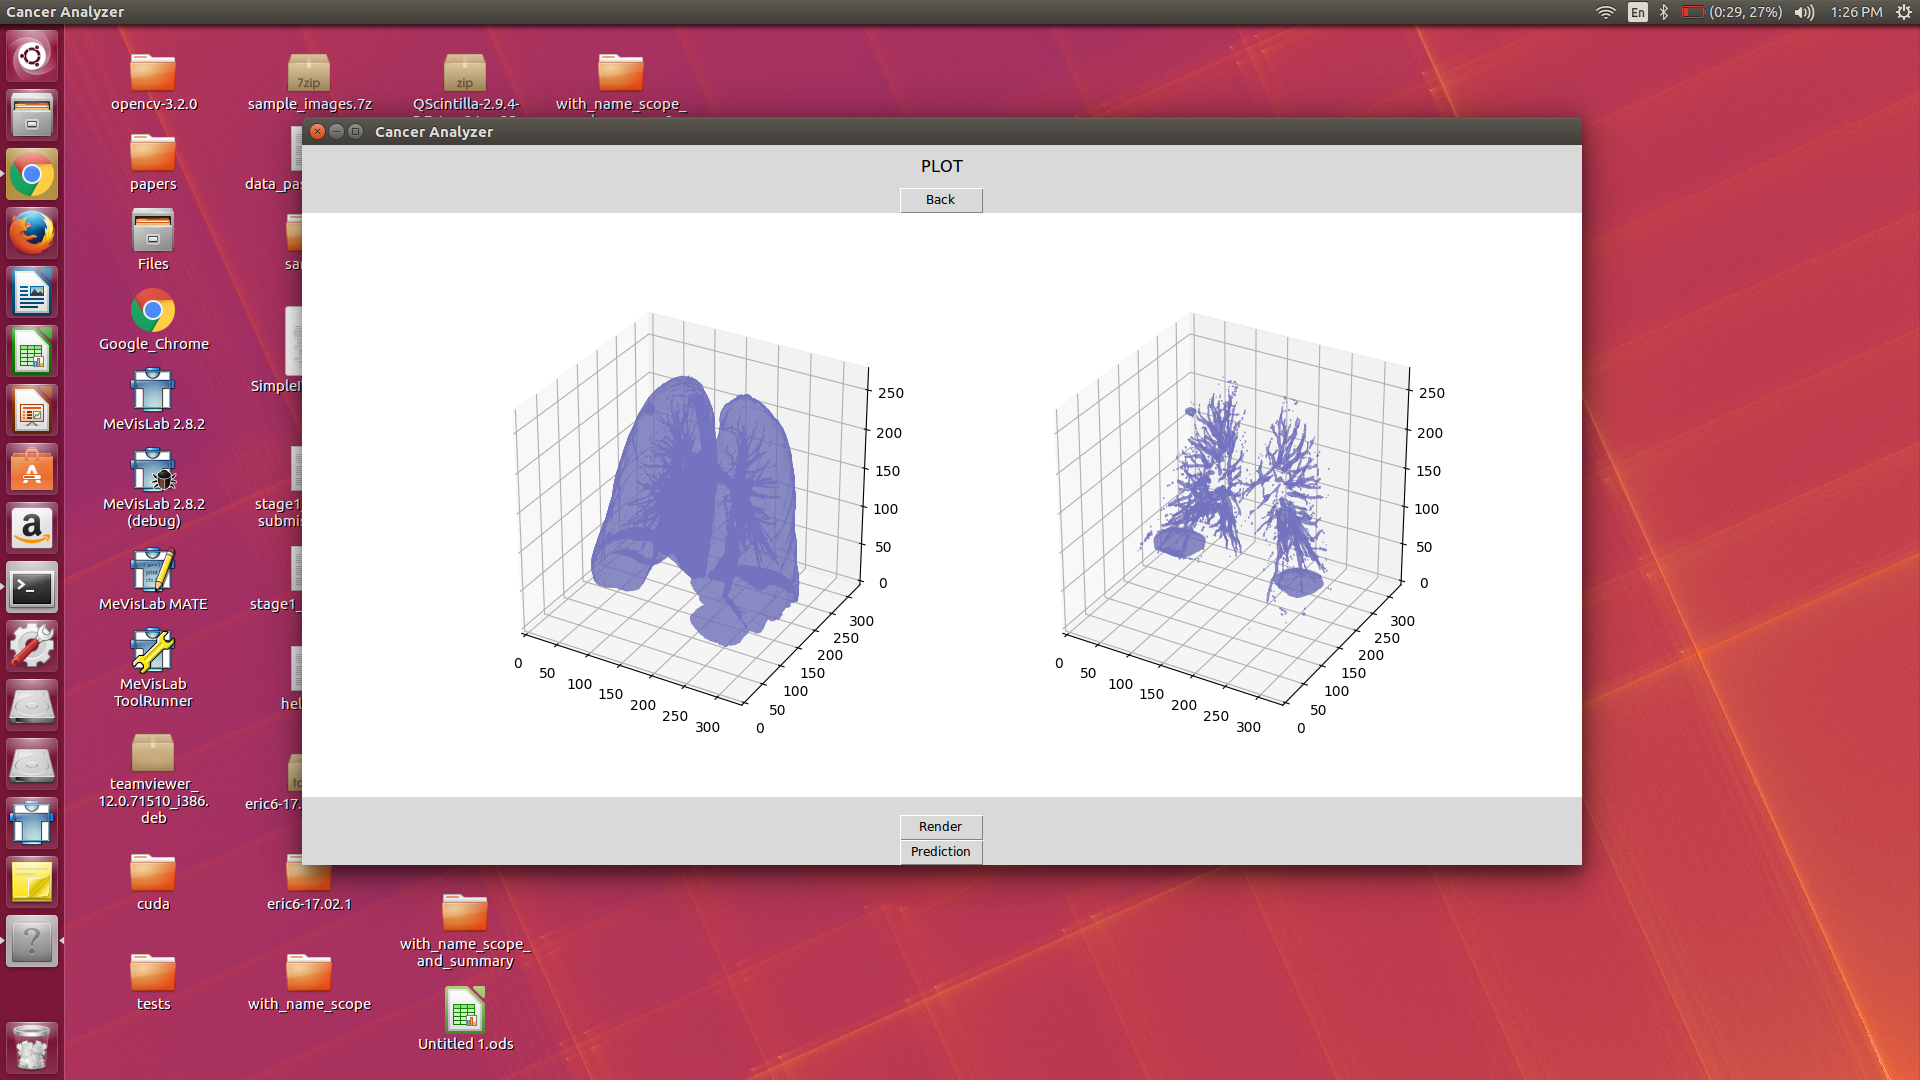 Cancer Analyzer
En
(0:29, 27%)
1:26 PM
opencv-3.2.0
sample_images.7z
7zip
QScintilla-2.9.4-
zip
with_name_scope_
papers
Files
Google_Chrome
MeVisLab 2.8.2
MeVisLab 2.8.2
(debug)
MeVisLab MATE
MeVisLab
ToolRunner
teamviewer_
12.0.71510_i386.
deb
cuda
tests
data_pas
sa
Simple
stage1_
submis
stage1_
hel
eric6-17.
eric6-17.02.1
with_name_scope
with_name_scope_
and_summary
Untitled 1.ods
Cancer Analyzer
PLOT
Back
250
200
150
100
50
0
300
250
200
150
100
50
0
0
50
100
150
200
250
300
250
200
150
100
50
0
300
250
200
150
100
50
0
0
50
100
150
200
250
300
Render
Prediction